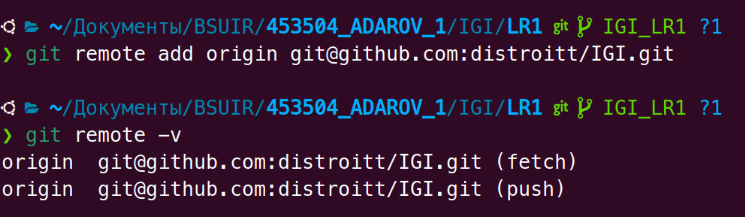 ~/Документы/BSUIR/453504_ADAROV_1/IGI/LR1 git IGI_LR1 ?1
❯ git remote add origin git@github.com:distroitt/IGI.git
~/Документы/BSUIR/453504_ADAROV_1/IGI/LR1 git IGI_LR1 ?1
❯ git remote -v
origin  git@github.com:distroitt/IGI.git (fetch)
origin  git@github.com:distroitt/IGI.git (push)